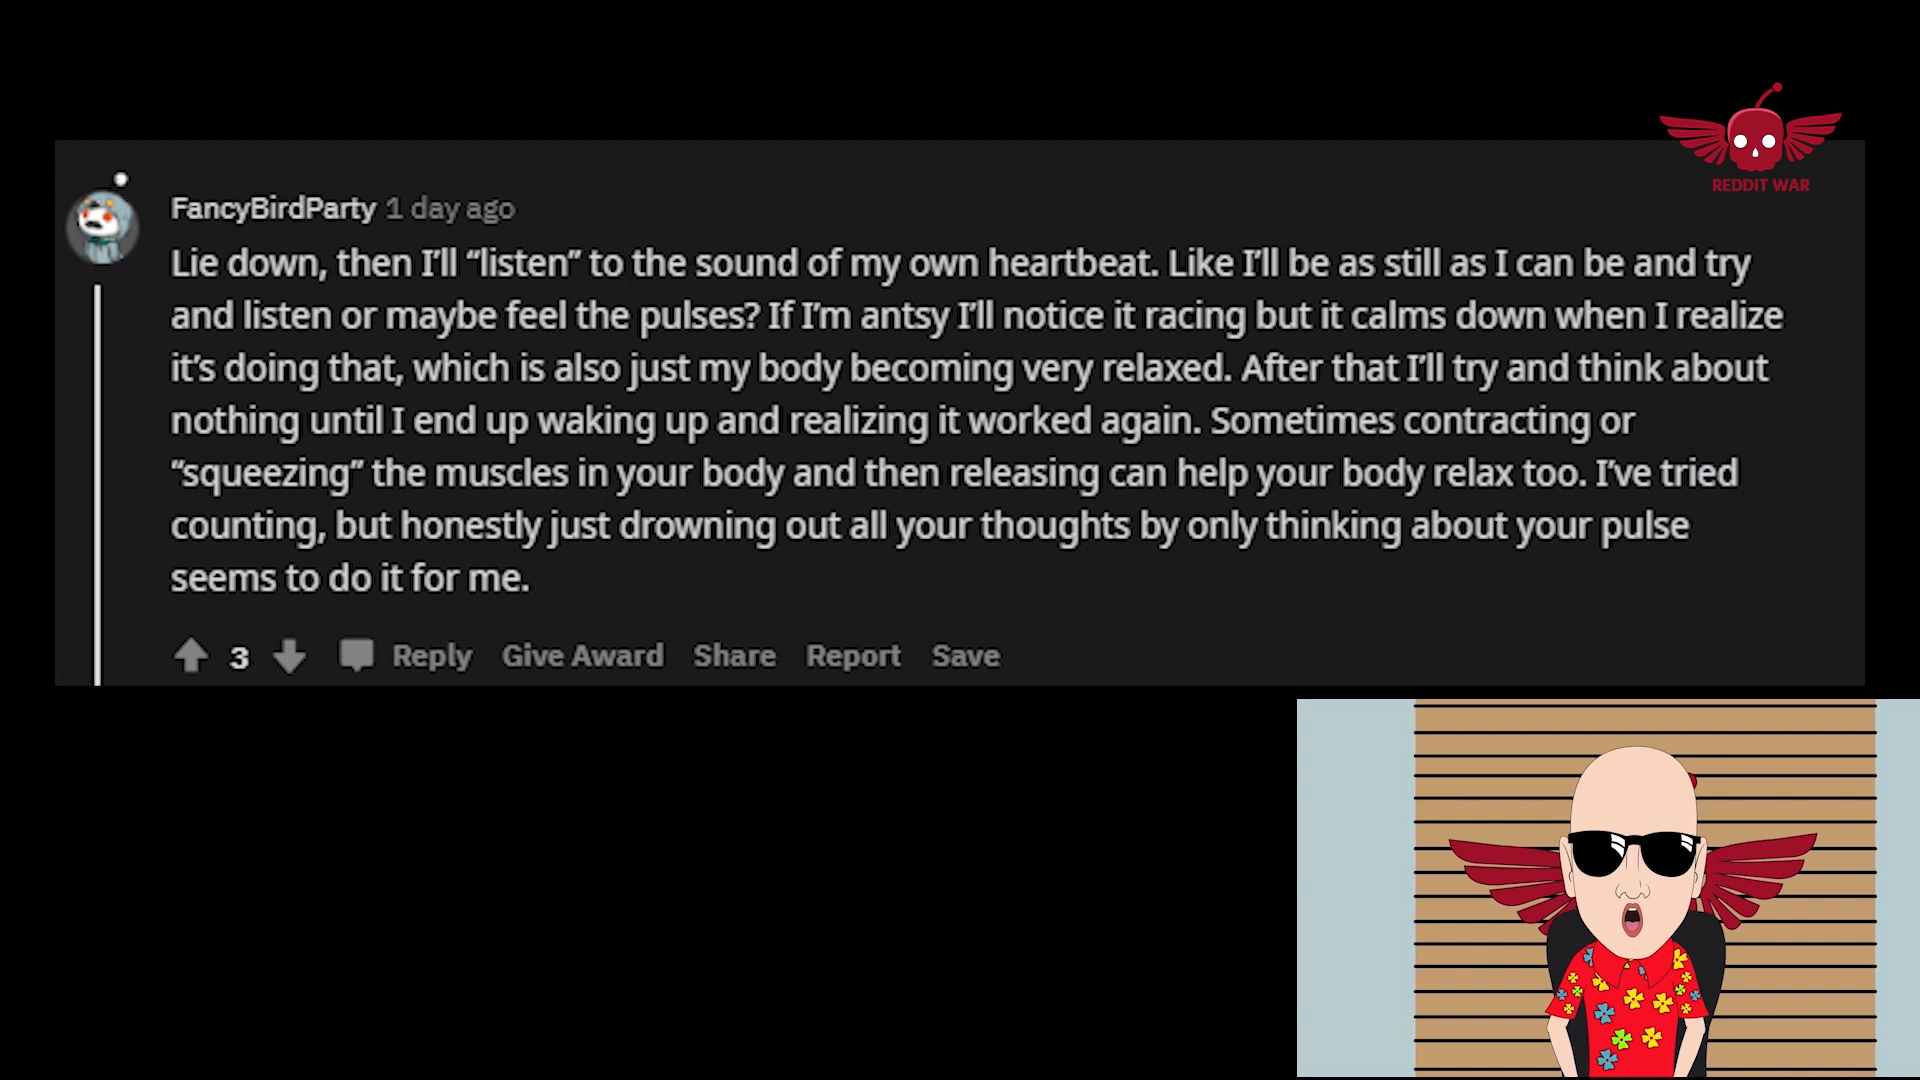 REDDIT WAR
FancyBirdParty 1 day ago
Lie down, then I’ll “listen” to the sound of my own heartbeat. Like I’ll be as still as I can be and try
and listen or maybe feel the pulses? If I’m antsy I’ll notice it racing but it calms down when I realize
it’s doing that, which is also just my body becoming very relaxed. After that I’ll try and think about
nothing until I end up waking up and realizing it worked again. Sometimes contracting or
“squeezing” the muscles in your body and then releasing can help your body relax too. I’ve tried
counting, but honestly just drowning out all your thoughts by only thinking about your pulse
seems to do it for me.
3 Reply Give Award Share Report Save